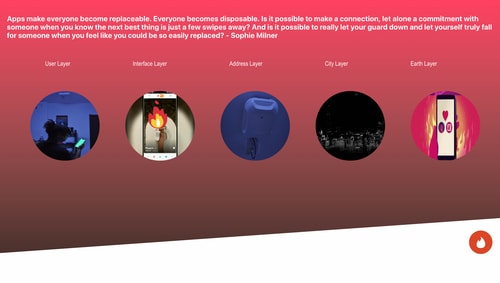 Apps make everyone become replaceable. Everyone becomes disposable. Is it possible to make a connection, let alone a commitment with
someone when you know the next best thing is just a few swipes away? And is it possible to really let your guard down and let yourself truly fall
for someone when you feel like you could be so easily replaced? - Sophie Milner
User Layer
Interface Layer
Address Layer
City Layer
Earth Layer